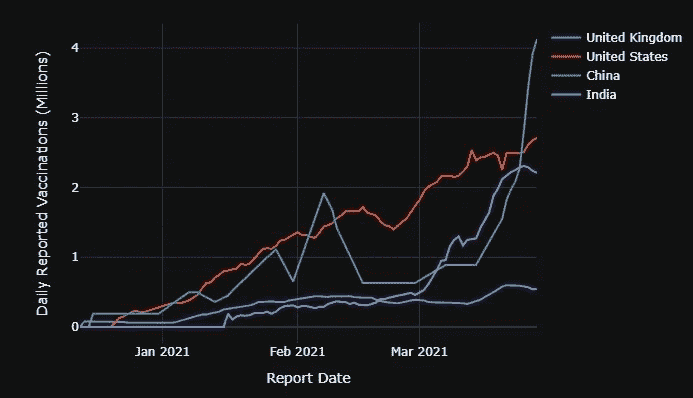 United Kingdom
United States
China
India
Daily Reported Vaccinations (Millions)
4
3
2
1
0
Jan 2021 Feb 2021 Mar 2021
Report Date